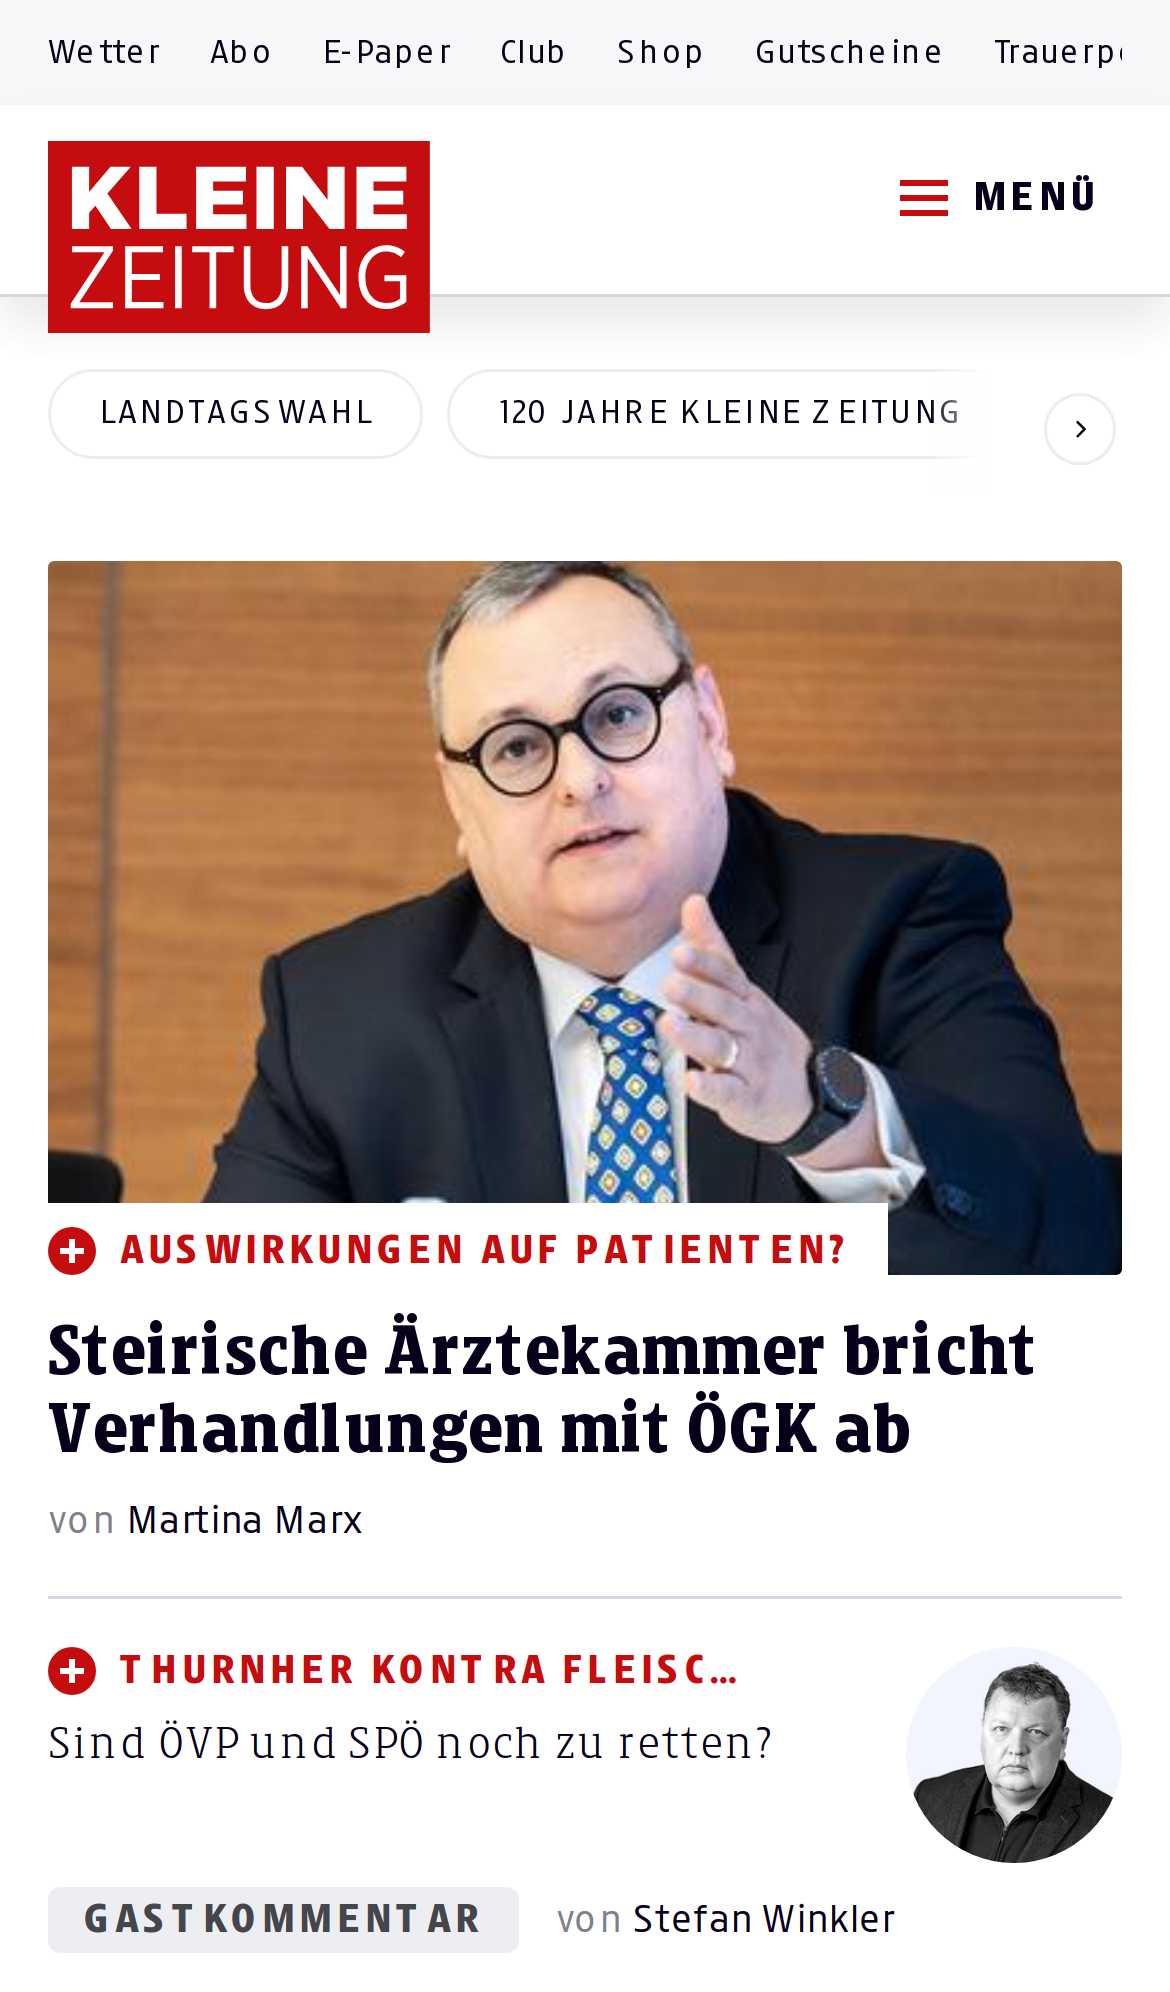 Wetter Abo E-Paper Club Shop Gutscheine
KLEINE
ZEITUNG
MENÜ
LANDTAGSWAHL 120 JAHRE KLEINE ZEITUNG
AUSWIRKUNGEN AUF PATIENTEN?
Steirische Ärztekammer bricht
Verhandlungen mit ÖGK ab
von Martina Marx
THURNHER KONTRA FLEISC…
Sind ÖVP und SPÖ noch zu retten?
GASTKOMMENTAR von Stefan Winkler